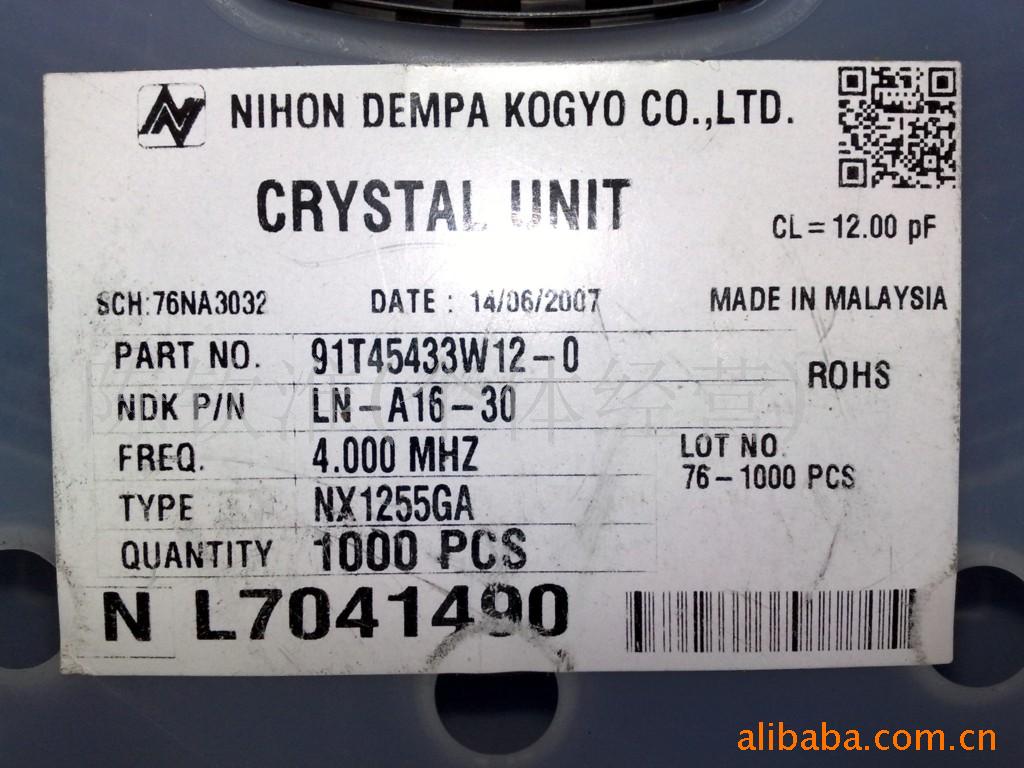 NIHON DEMPA KOGYO CO.,LTD.
CRYSTAL UNIT
CL = 12.00 pF
SCH:76NA3032 DATE : 14/06/2007 MADE IN MALAYSIA
PART NO. 91T45433W12-0
ROHS
NDK P/N LN-A16-30
FREQ. 4.000 MHZ
LOT NO.
76-1000 PCS
TYPE NX1255GA
QUANTITY 1000 PCS
N L7041490
alibaba.com.cn